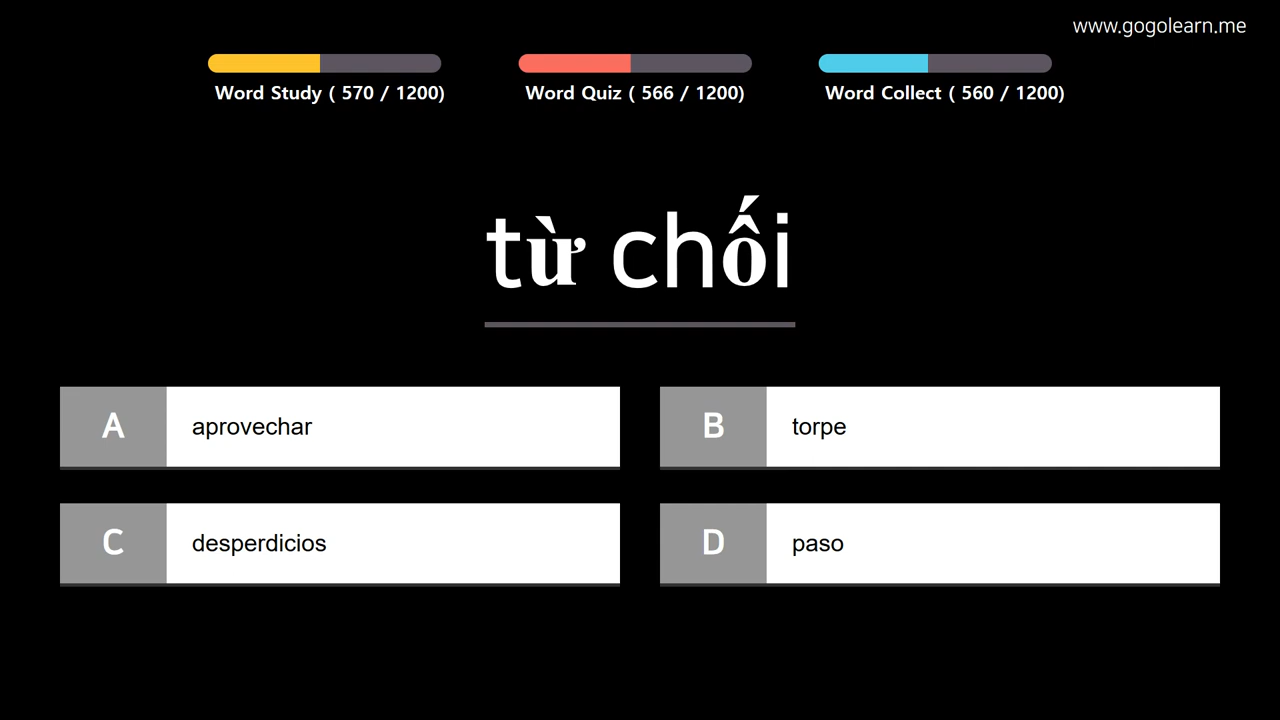 www.gogolearn.me
Word Study ( 570 / 1200)
Word Quiz ( 566 / 1200)
Word Collect ( 560 / 1200)
từ chối
A aprovechar
B torpe
C desperdicios
D paso